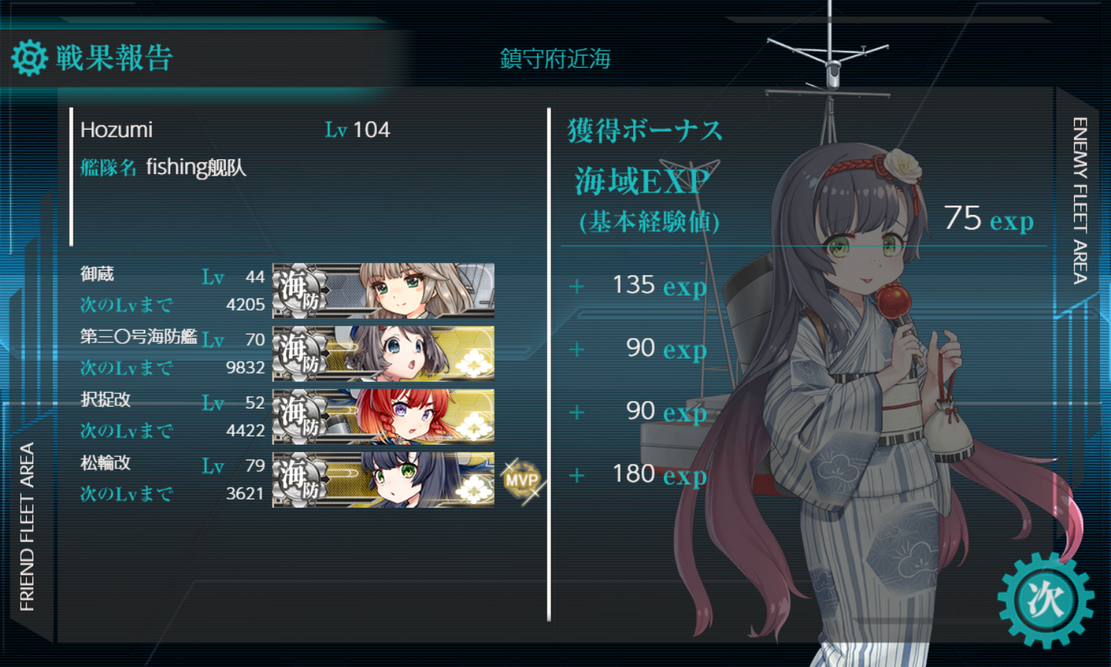 戦果報告
鎮守府近海
Hozumi Lv 104
艦隊名 fishing舰队
御蔵 Lv 44
次のLvまで 4205
海防
第三〇号海防艦 Lv 70
次のLvまで 9832
海防
択捉改 Lv 52
次のLvまで 4422
海防
松輪改 Lv 79
次のLvまで 3621
海防
MVP
獲得ボーナス
海域EXP
(基本経験値)
75 exp
+ 135 exp
+ 90 exp
+ 90 exp
+ 180 exp
FRIEND FLEET AREA
ENEMY FLEET AREA
次